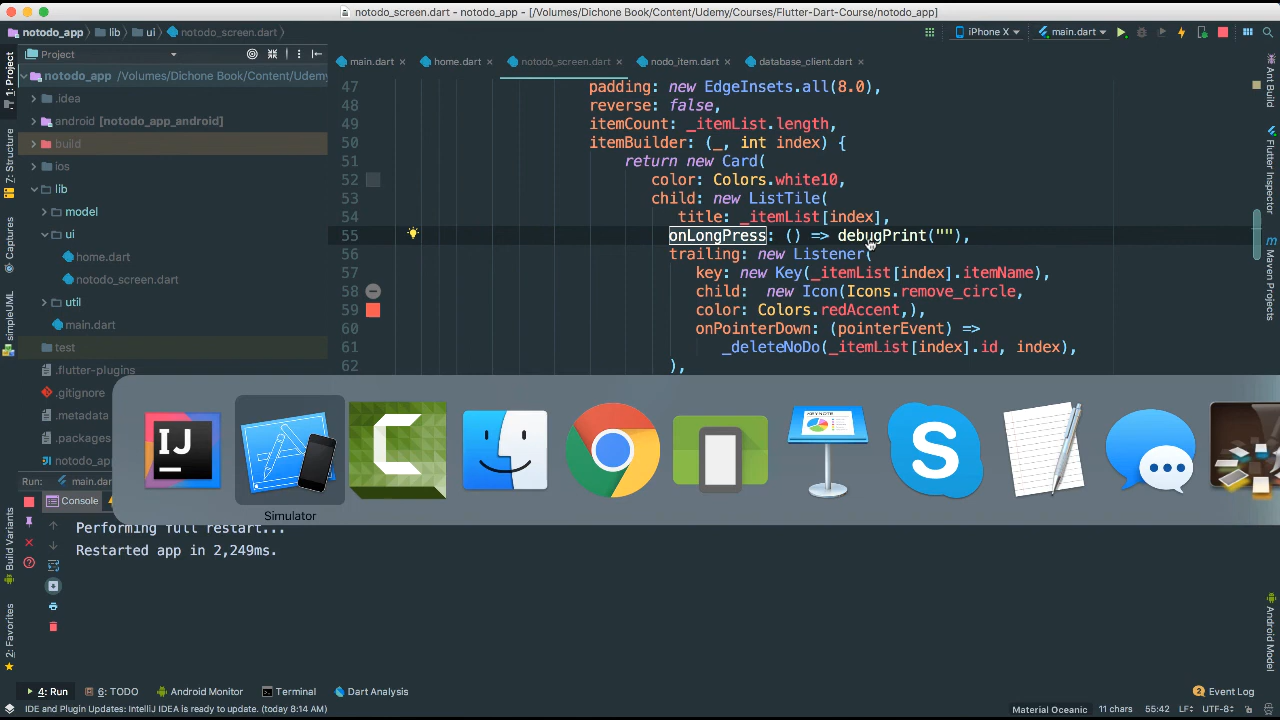 notodo_screen.dart - notodo_app - [/Volumes/Dichone Book/Content/Udemy/Courses/Flutter-Dart-Course/notodo_app]
notodo_app lib ui notodo_screen.dart iPhone X main.dart
Project
main.dart home.dart notodo_screen.dart nodo_item.dart database_client.dart
1: Project
7: Structure
Captures
simpleUML
Build Variants
2: Favorites
notodo_app /Volumes/Dichone Book/Content/Udemy
.idea
android [notodo_app_android]
build
ios
lib
model
ui
home.dart
notodo_screen.dart
util
main.dart
test
.flutter-plugins
.gitignore
.metadata
.packages
notodo_ap
47 padding: new EdgeInsets.all(8.0),
48 reverse: false,
49 itemCount: _itemList.length,
50 itemBuilder: (_, int index) {
51 return new Card(
52 color: Colors.white10,
53 child: new ListTile(
54 title: _itemList[index],
55 onLongPress: () => debugPrint(""),
56 trailing: new Listener(
57 key: new Key(_itemList[index].itemName),
58 child:  new Icon(Icons.remove_circle,
59 color: Colors.redAccent,),
60 onPointerDown: (pointerEvent) =>
61 _deleteNoDo(_itemList[index].id, index),
62 ),
Ant Build
Flutter Inspector
Maven Projects
Android Model
IJ
C
KEYNOTE
S
Simulator
Run: main.dar
Console
Performing full restart...
Restarted app in 2,249ms.
4: Run 6: TODO Android Monitor Terminal Dart Analysis 2 Event Log
IDE and Plugin Updates: IntelliJ IDEA is ready to update. (today 8:14 AM) Material Oceanic 11 chars 55:42 LF÷ UTF-8÷